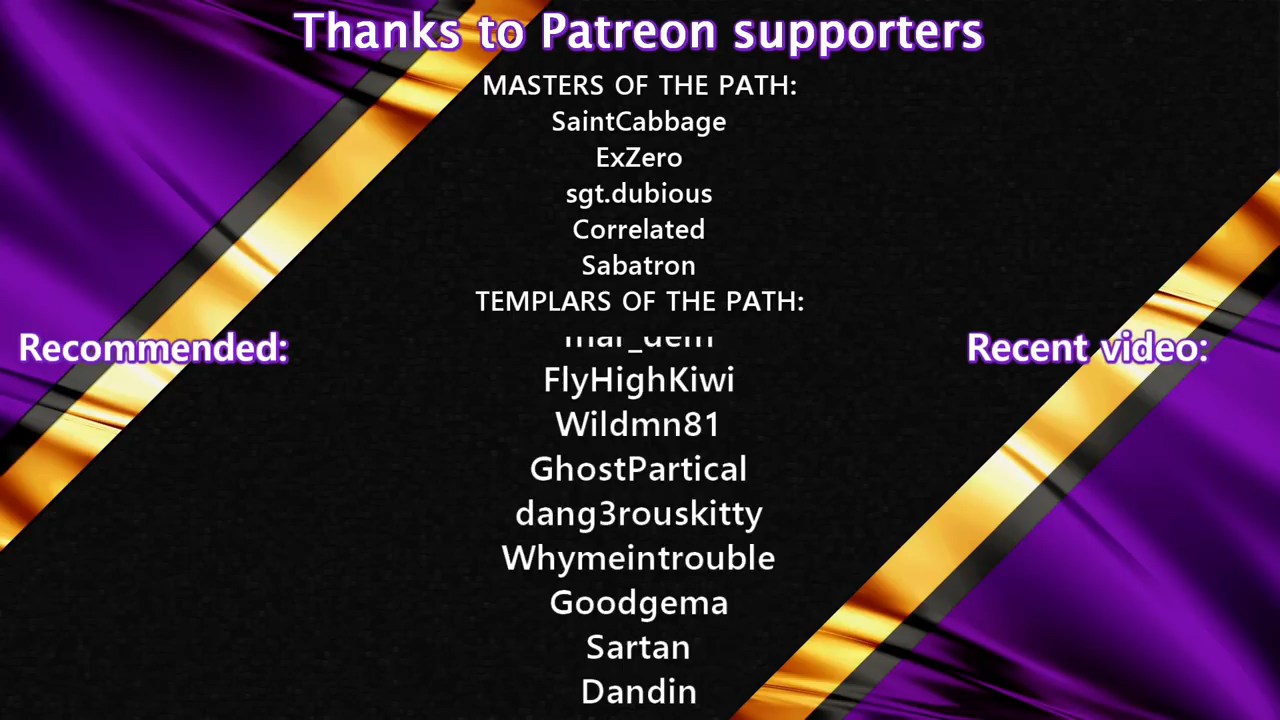 Thanks to Patreon supporters
MASTERS OF THE PATH:
SaintCabbage
ExZero
sgt.dubious
Correlated
Sabatron
TEMPLARS OF THE PATH:
Recommended:
Recent video:
FlyHighKiwi
Wildmn81
GhostPartical
dang3rouskitty
Whymeintrouble
Goodgema
Sartan
Dandin